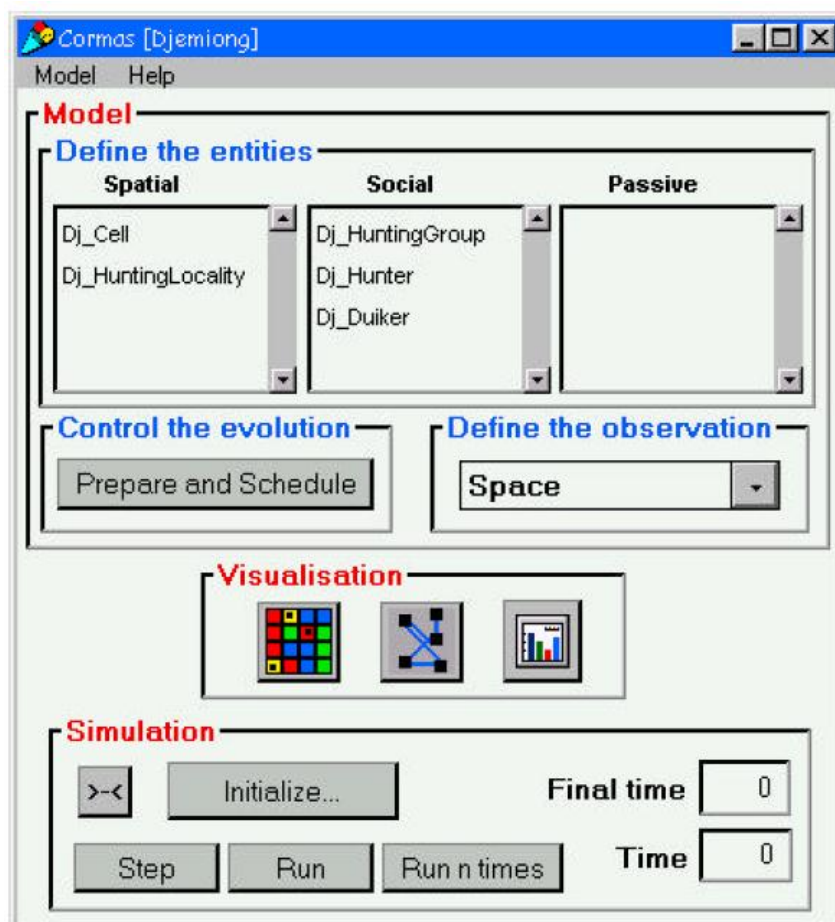 Cormas [Djemiong]
Model Help
Model
Define the entities
Spatial Social Passive
Dj_Cell Dj_HuntingGroup
Dj_HuntingLocality Dj_Hunter
Dj_Duiker
Control the evolution Define the observation
Prepare and Schedule Space
Visualisation
Simulation
>-< Initialize... Final time 0
Step Run Run n times Time 0